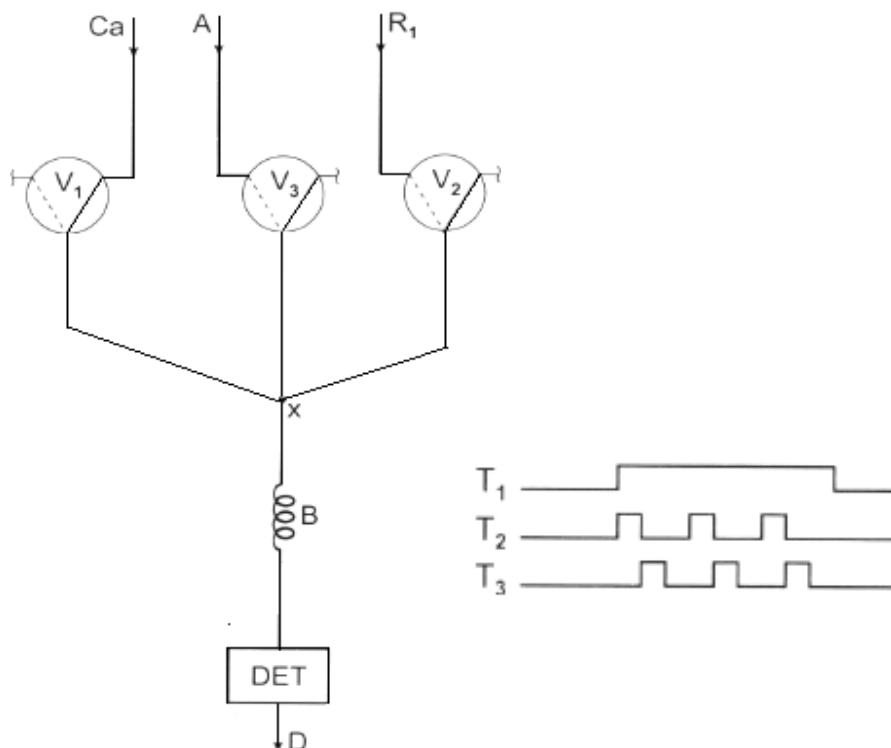 Ca A R₁
V₁ V₃ V₂
x
B
T₁
T₂
T₃
DET
D